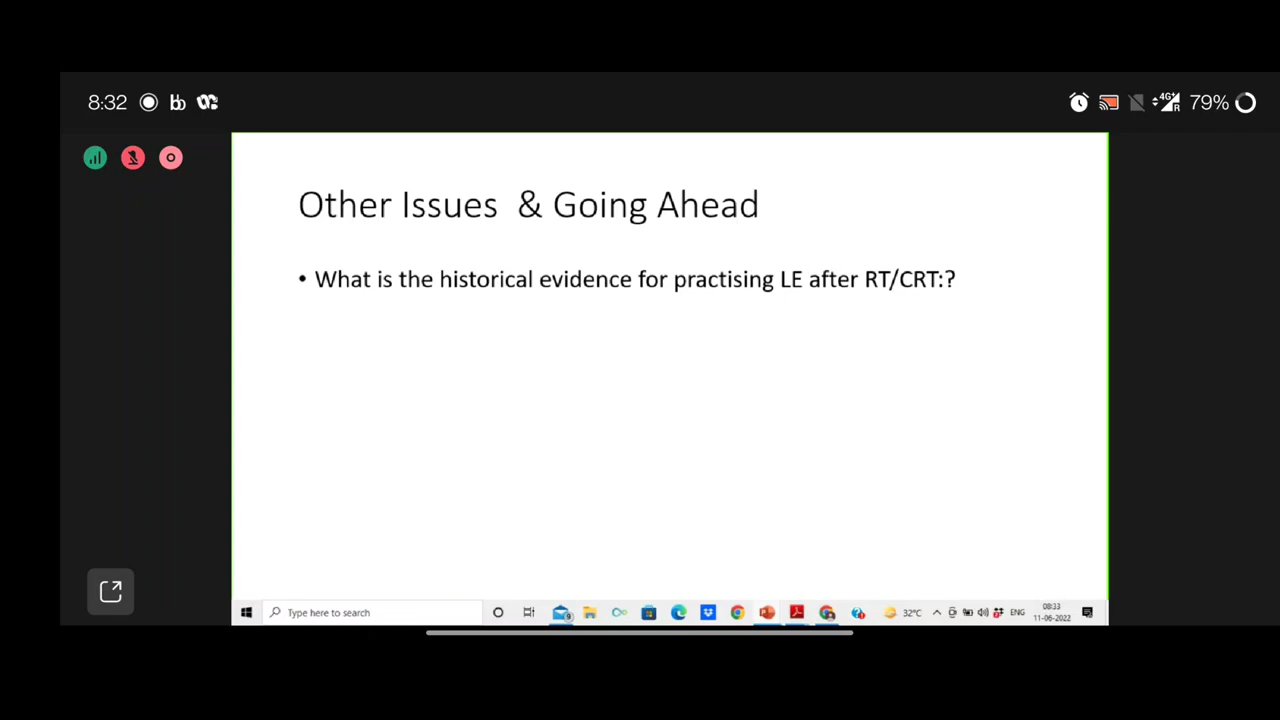 8:32
4G+
R
79%
Other Issues & Going Ahead
• What is the historical evidence for practising LE after RT/CRT:?
Type here to search
32°C
ENG
08:33
11-06-2022